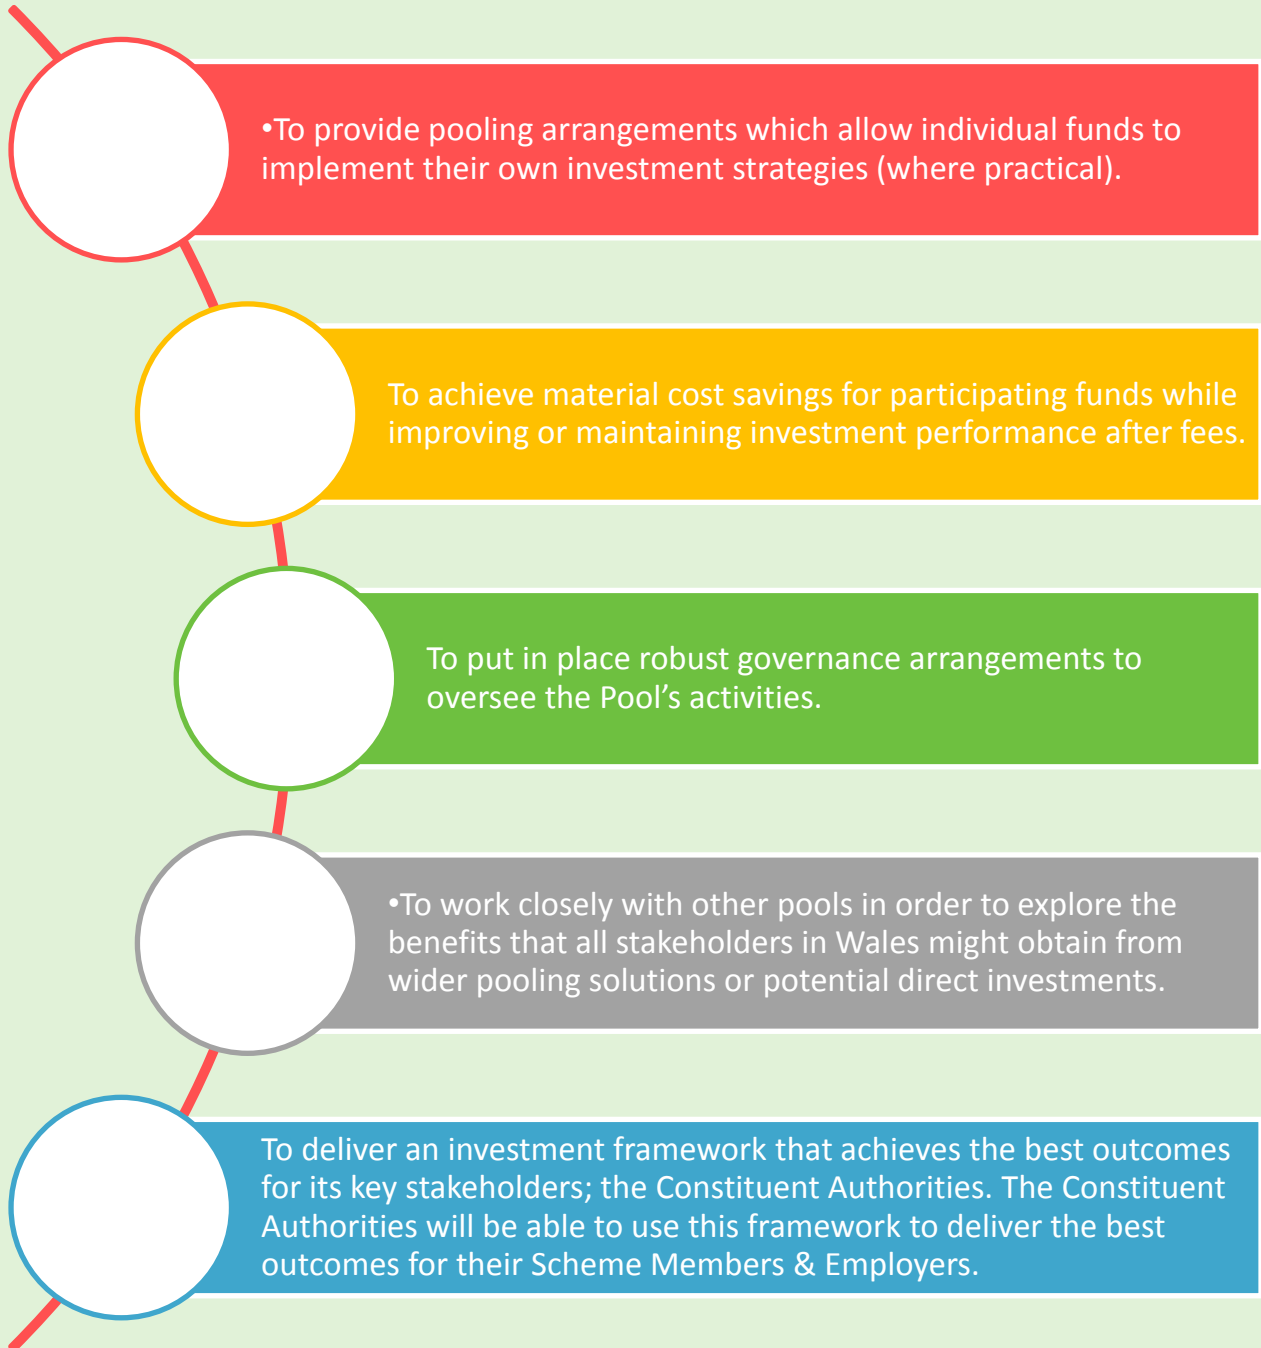 •To provide pooling arrangements which allow individual funds to
implement their own investment strategies (where practical).
To achieve material cost savings for participating funds while
improving or maintaining investment performance after fees.
To put in place robust governance arrangements to
oversee the Pool’s activities.
•To work closely with other pools in order to explore the
benefits that all stakeholders in Wales might obtain from
wider pooling solutions or potential direct investments.
To deliver an investment framework that achieves the best outcomes
for its key stakeholders; the Constituent Authorities. The Constituent
Authorities will be able to use this framework to deliver the best
outcomes for their Scheme Members & Employers.